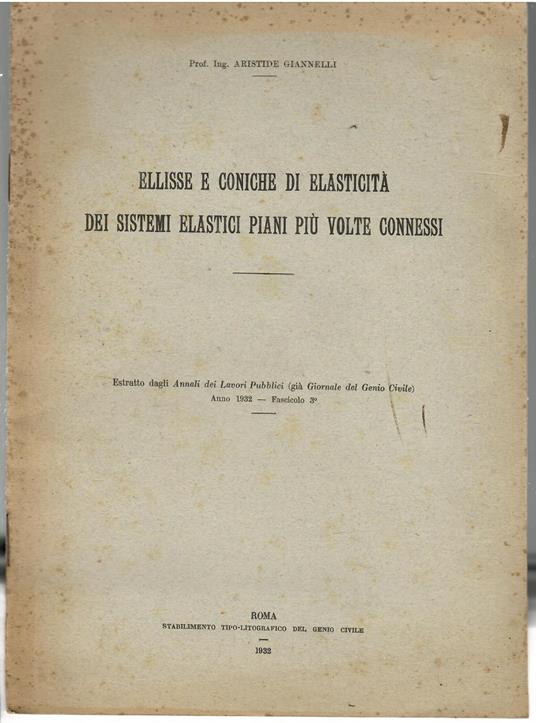 Prof. Ing. ARISTIDE GIANNELLI
ELLISSE E CONICHE DI ELASTICITÀ
DEI SISTEMI ELASTICI PIANI PIÙ VOLTE CONNESSI
Estratto dagli Annali dei Lavori Pubblici (già Giornale del Genio Civile)
Anno 1932 — Fascicolo 3º
ROMA
STABILIMENTO TIPO-LITOGRAFICO DEL GENIO CIVILE
1932